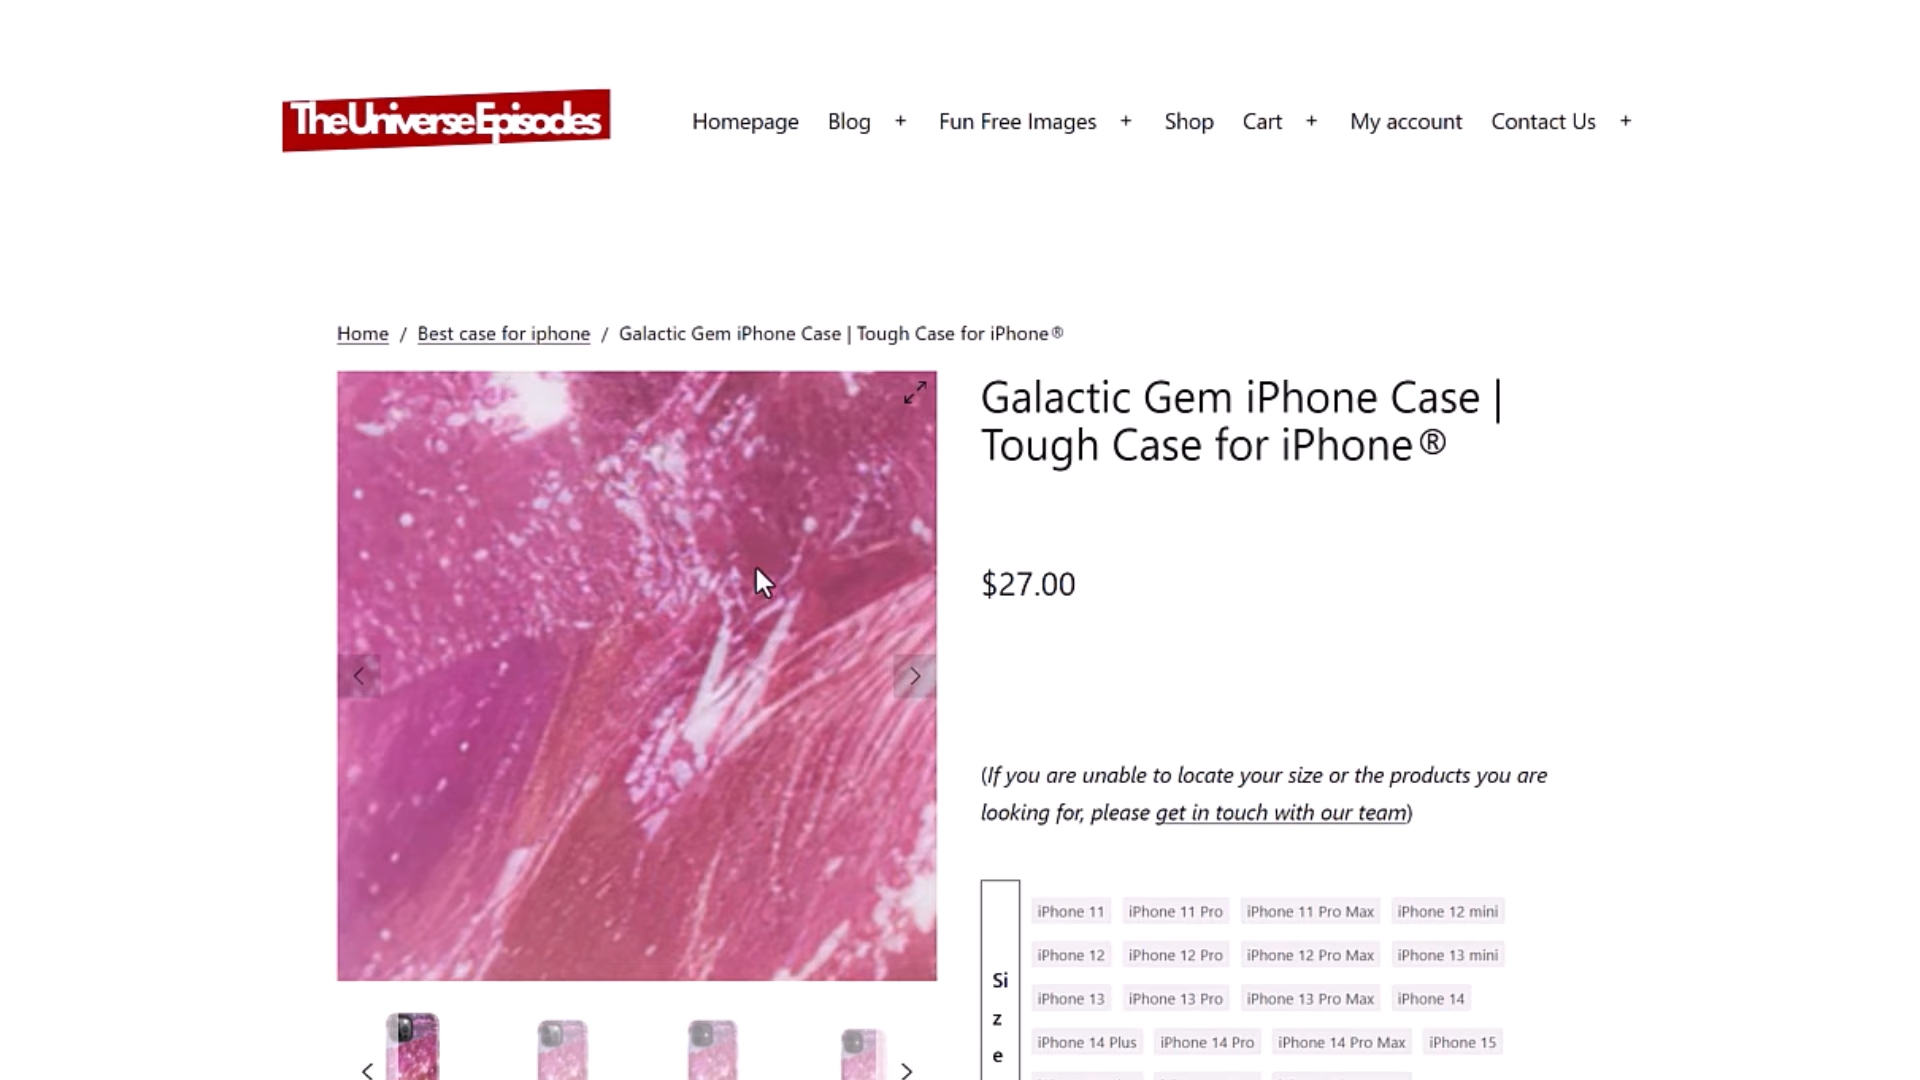 TheUniverseEpisodes
Homepage Blog + Fun Free Images + Shop Cart + My account Contact Us +
Home / Best case for iphone / Galactic Gem iPhone Case | Tough Case for iPhone®
Galactic Gem iPhone Case |
Tough Case for iPhone®
$27.00
(If you are unable to locate your size or the products you are
looking for, please get in touch with our team)
Size
iPhone 11 iPhone 11 Pro iPhone 11 Pro Max iPhone 12 mini
iPhone 12 iPhone 12 Pro iPhone 12 Pro Max iPhone 13 mini
iPhone 13 iPhone 13 Pro iPhone 13 Pro Max iPhone 14
iPhone 14 Plus iPhone 14 Pro iPhone 14 Pro Max iPhone 15